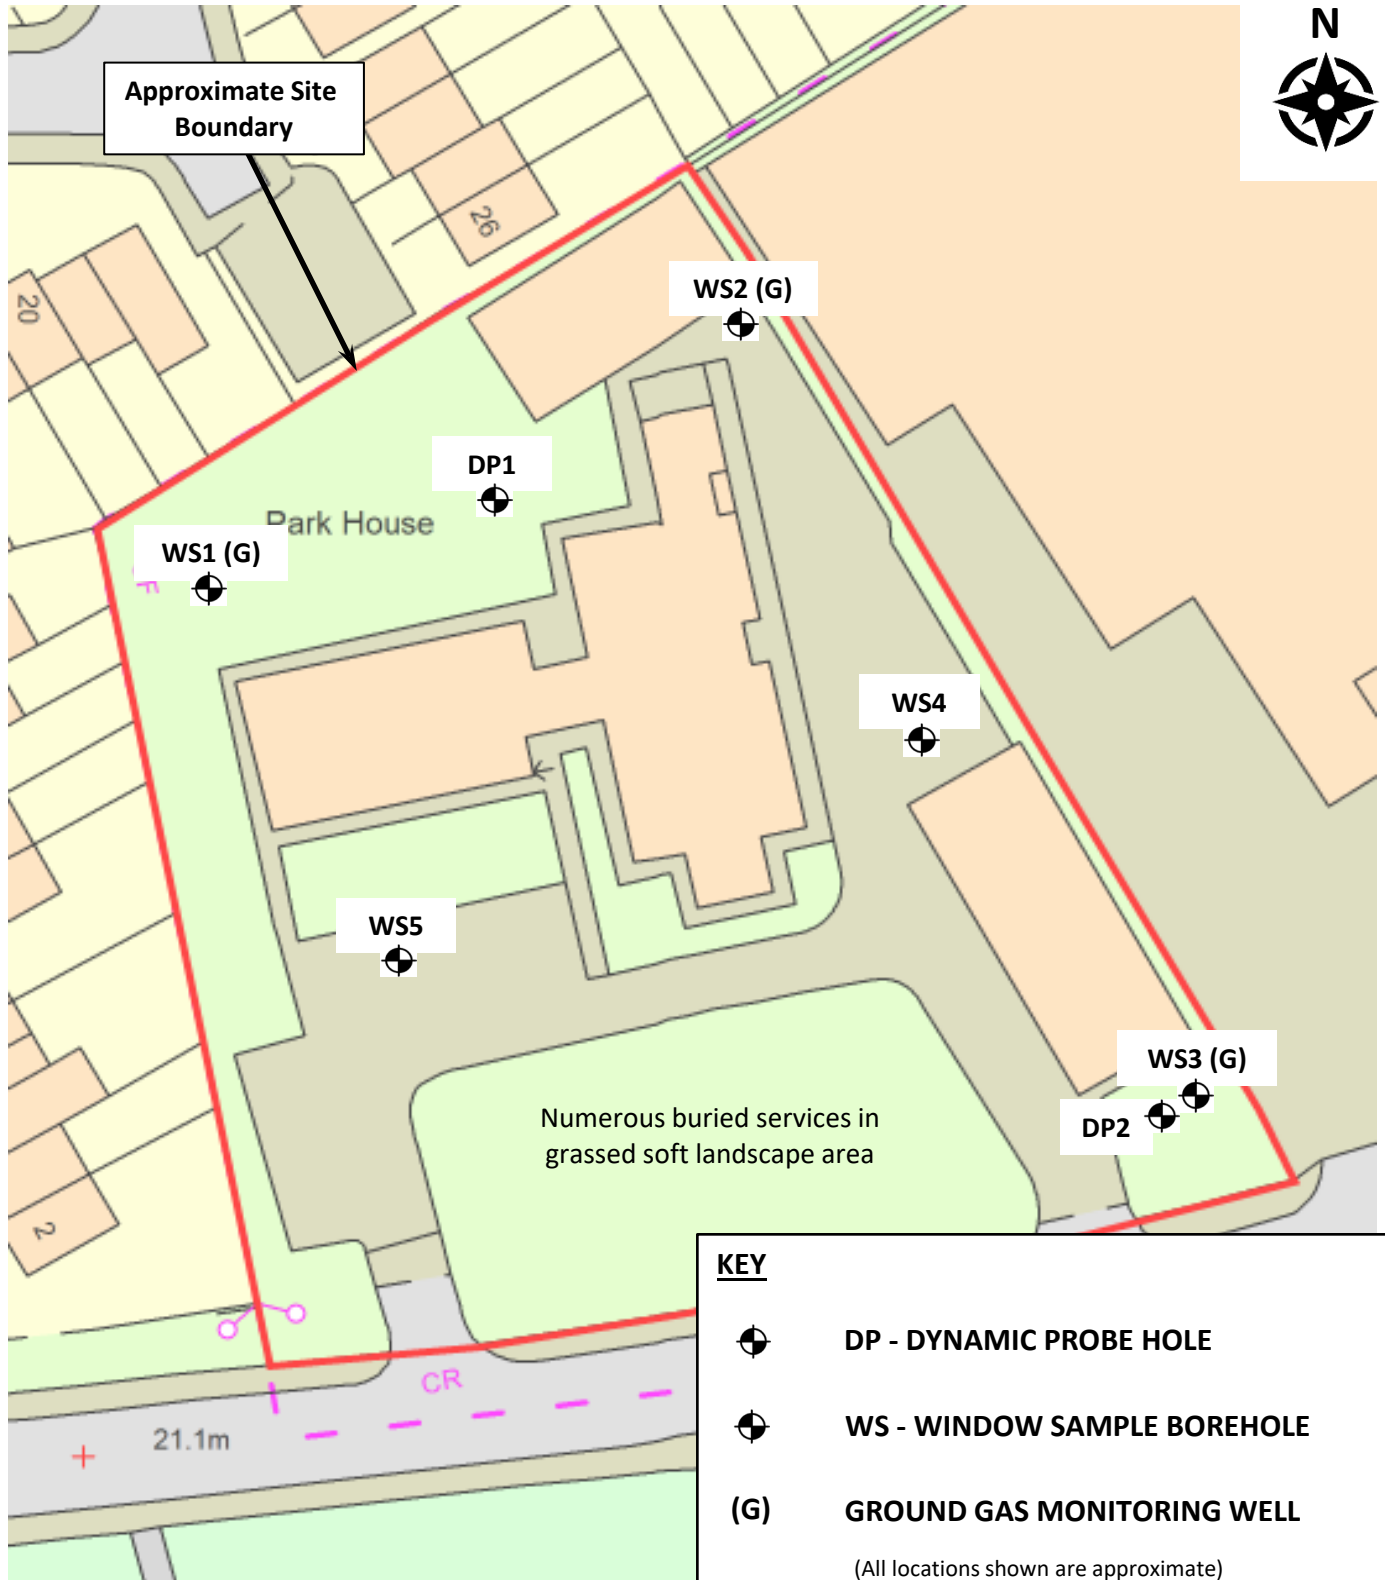 N
Approximate Site
Boundary
26
20
WS2 (G)
DP1
Park House
WS1 (G)
F
WS4
WS5
WS3 (G)
DP2
Numerous buried services in
grassed soft landscape area
2
CR
21.1m
KEY
DP - DYNAMIC PROBE HOLE
WS - WINDOW SAMPLE BOREHOLE
(G) GROUND GAS MONITORING WELL
(All locations shown are approximate)